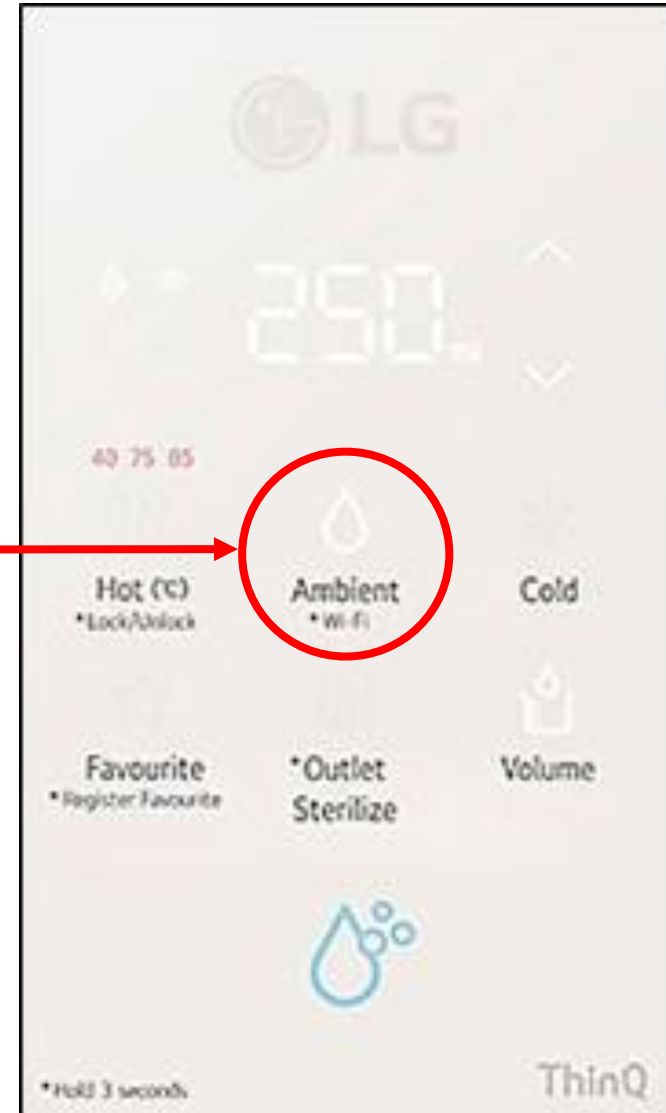 LG
250 ml
40 75 85
Hot (℃)
*Lock/Unlock
Ambient
*Wi-Fi
Cold
Favourite
*Register Favourite
*Outlet
Sterilize
Volume
*Hold 3 seconds
ThinQ